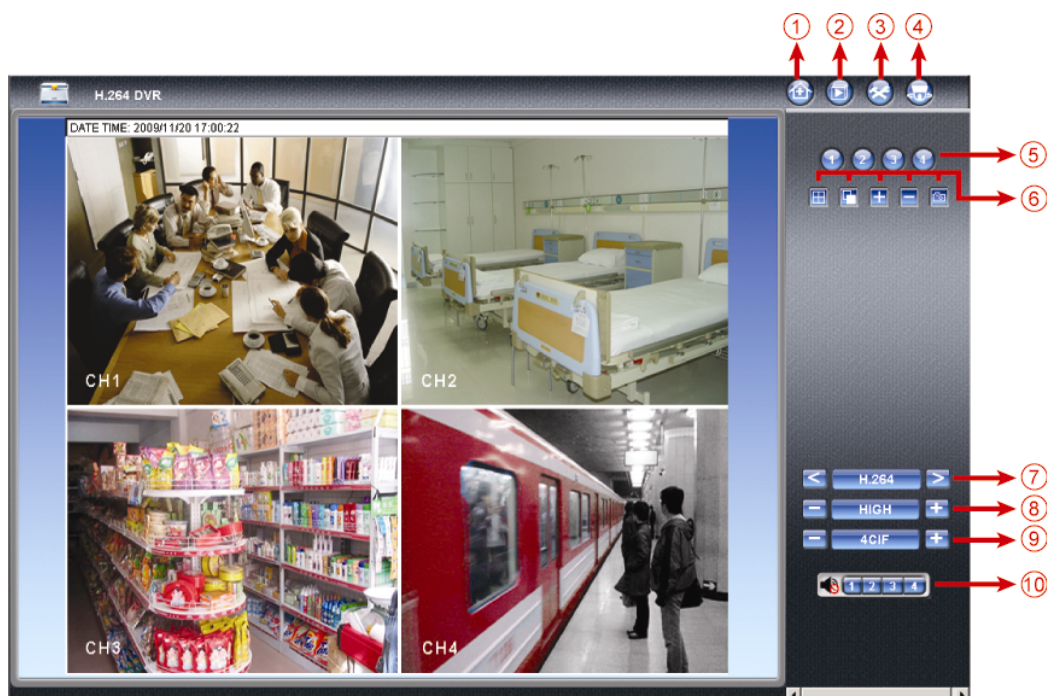 ① ② ③ ④
H.264 DVR
DATE TIME: 2009/11/20 17:00:22
1 2 3 4 ⑤
⑥
CH1 CH2
< H.264 > ⑦
− HIGH + ⑧
− 4CIF + ⑨
1 2 3 4 ⑩
CH3 CH4